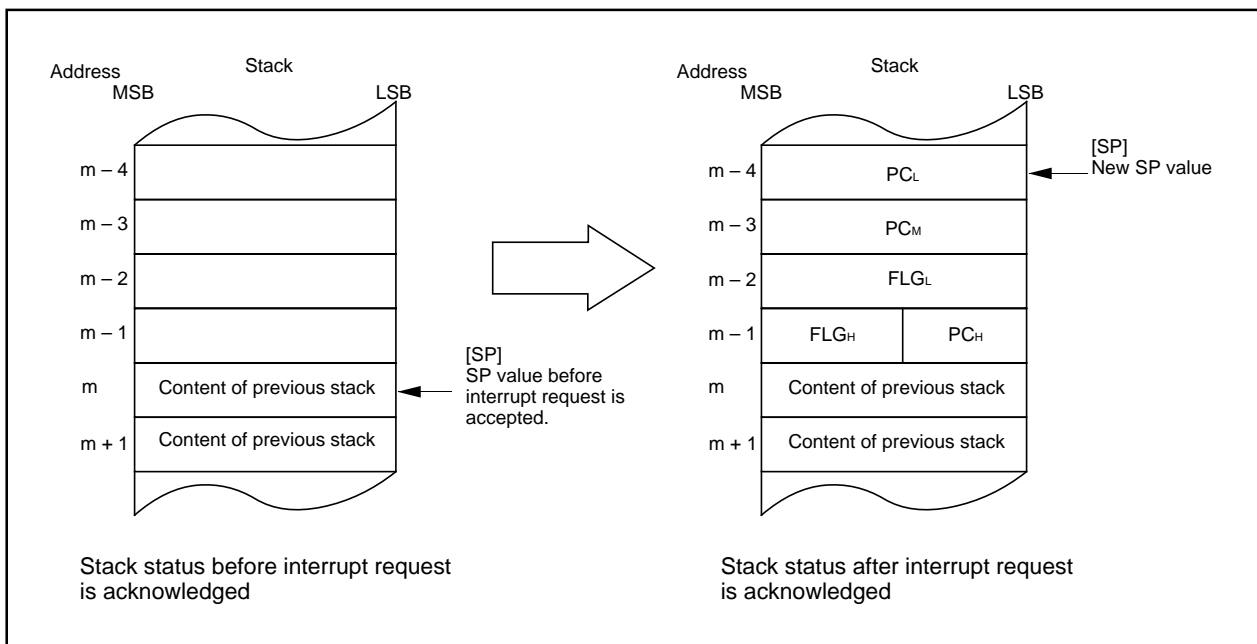 Address
MSB
Stack
LSB
m – 4
m – 3
m – 2
m – 1
m
Content of previous stack
m + 1
Content of previous stack
[SP]
SP value before
interrupt request is
accepted.
Stack status before interrupt request
is acknowledged
Address
MSB
Stack
LSB
m – 4
PCL
[SP]
New SP value
m – 3
PCM
m – 2
FLGL
m – 1
FLGH
PCH
m
Content of previous stack
m + 1
Content of previous stack
Stack status after interrupt request
is acknowledged